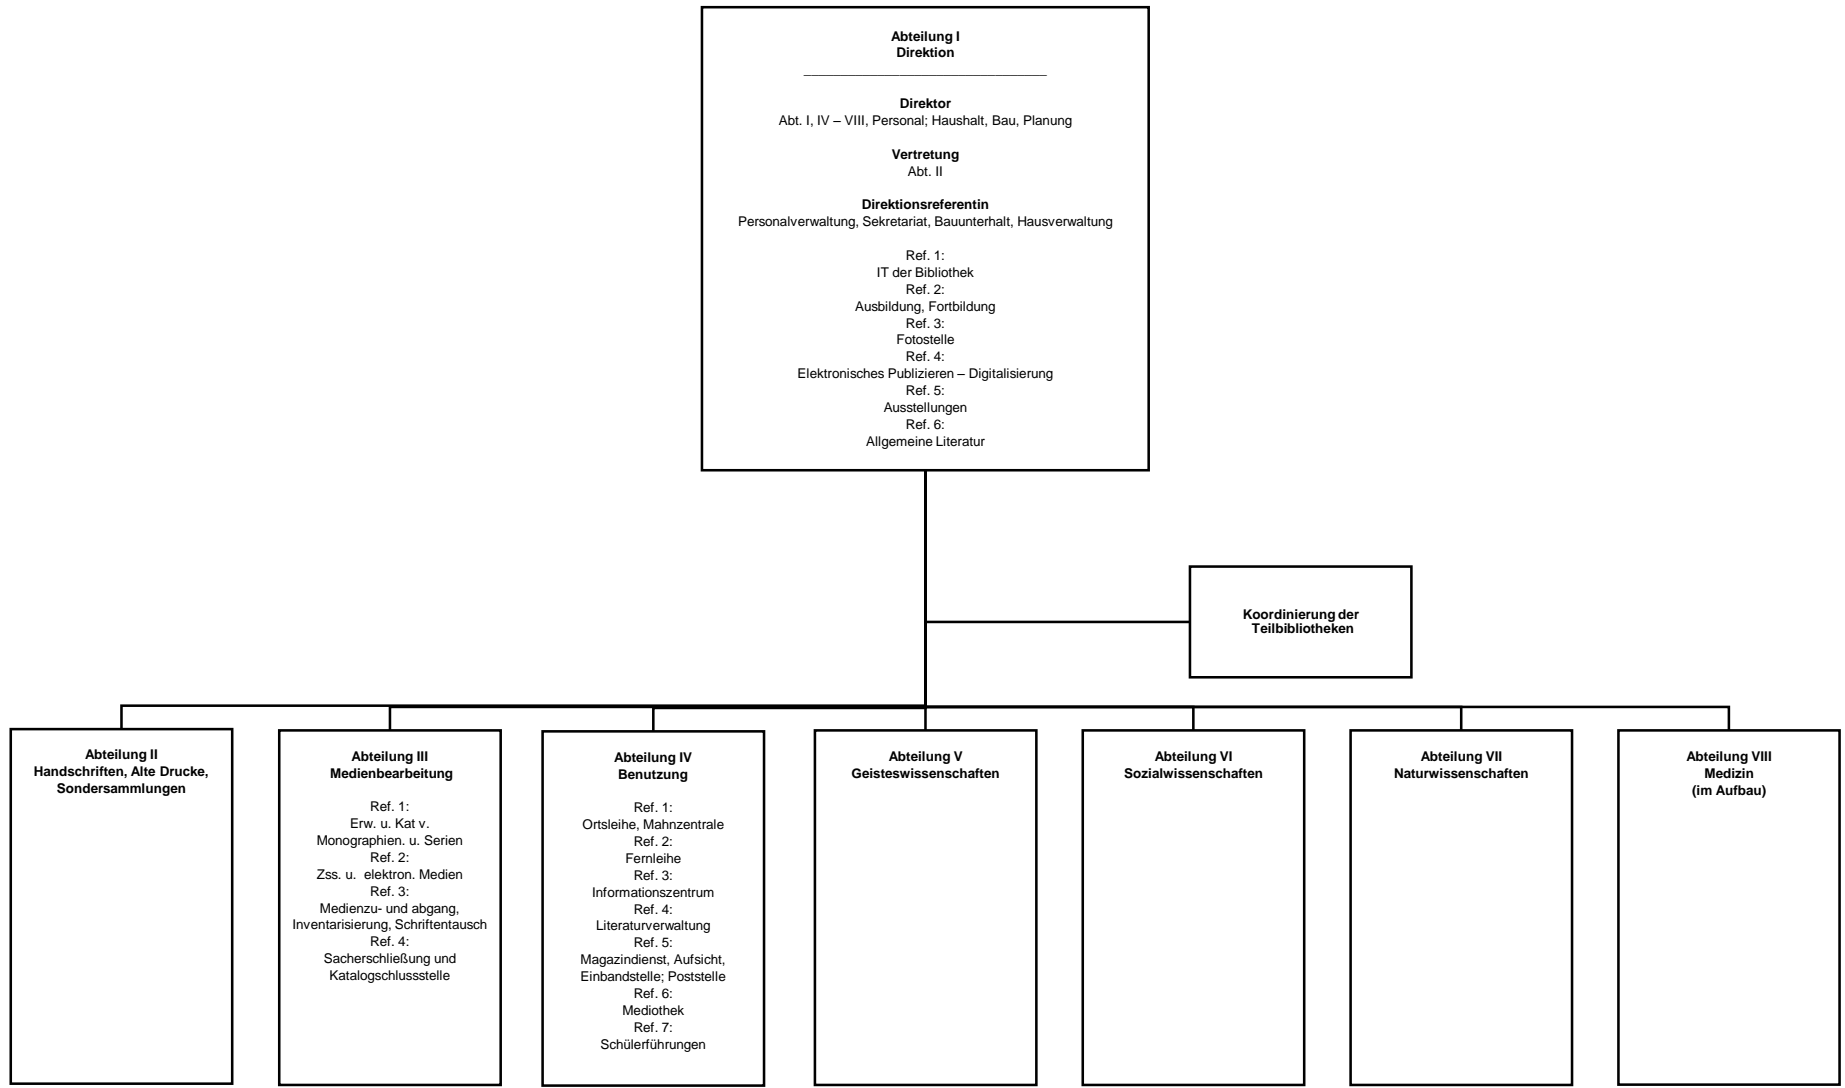 Abteilung I
Direktion
Direktor
Abt. I, IV – VIII, Personal; Haushalt, Bau, Planung
Vertretung
Abt. II
Direktionsreferentin
Personalverwaltung, Sekretariat, Bauunterhalt, Hausverwaltung
Ref. 1:
IT der Bibliothek
Ref. 2:
Ausbildung, Fortbildung
Ref. 3:
Fotostelle
Ref. 4:
Elektronisches Publizieren – Digitalisierung
Ref. 5:
Ausstellungen
Ref. 6:
Allgemeine Literatur
Koordinierung der
Teilbibliotheken
Abteilung II
Handschriften, Alte Drucke,
Sondersammlungen
Abteilung III
Medienbearbeitung
Ref. 1:
Erw. u. Kat v.
Monographien. u. Serien
Ref. 2:
Zss. u. elektron. Medien
Ref. 3:
Medienzu- und abgang,
Inventarisierung, Schriftentausch
Ref. 4:
Sacherschließung und
Katalogschlussstelle
Abteilung IV
Benutzung
Ref. 1:
Ortsleihe, Mahnzentrale
Ref. 2:
Fernleihe
Ref. 3:
Informationszentrum
Ref. 4:
Literaturverwaltung
Ref. 5:
Magazindienst, Aufsicht,
Einbandstelle; Poststelle
Ref. 6:
Mediothek
Ref. 7:
Schülerführungen
Abteilung V
Geisteswissenschaften
Abteilung VI
Sozialwissenschaften
Abteilung VII
Naturwissenschaften
Abteilung VIII
Medizin
(im Aufbau)